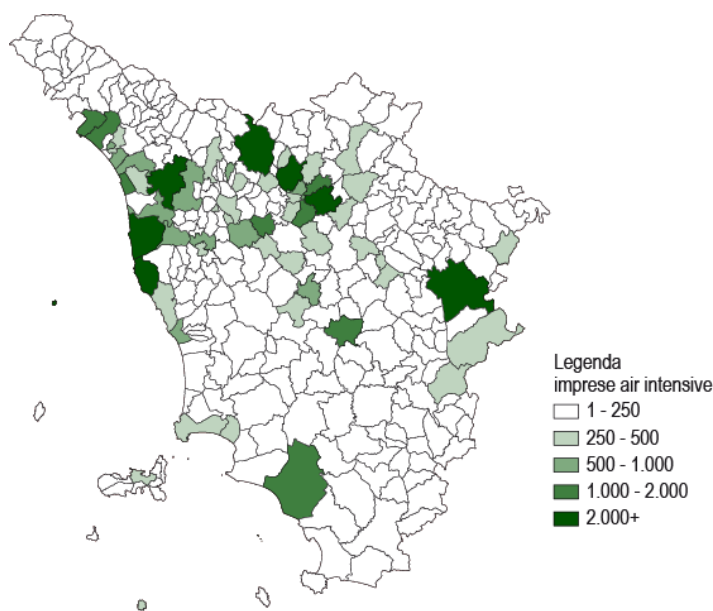 Legenda
imprese air intensive
1 - 250
250 - 500
500 - 1.000
1.000 - 2.000
2.000+